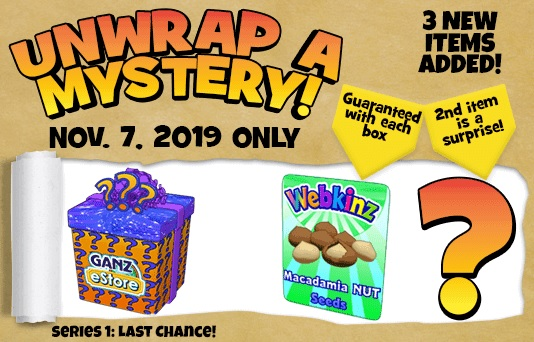 UNWRAP A
MYSTERY!
NOV. 7, 2019 ONLY
3 NEW
ITEMS
ADDED!
Guaranteed
with each
box
2nd item
is a
surprise!
???
GANZ
eStore
Webkinz
Macadamia NUT
Seeds
?
Series 1: Last Chance!